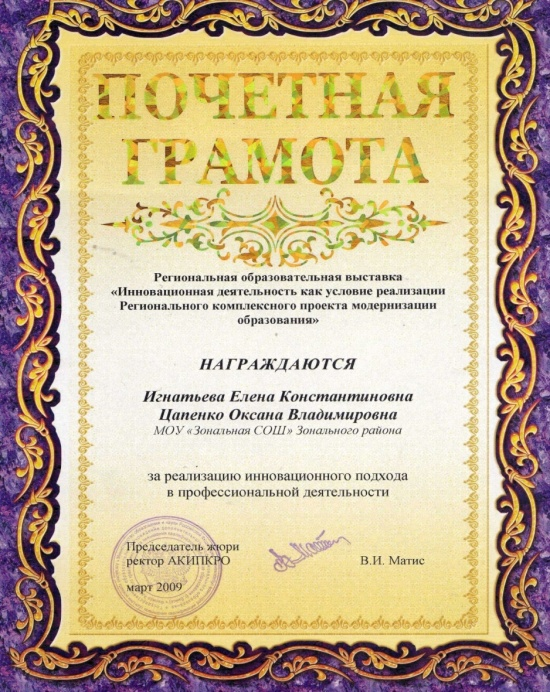 ПОЧЕТНАЯ
ГРАМОТА
Региональная образовательная выставка
«Инновационная деятельность как условие реализации
Регионального комплексного проекта модернизации
образования»
НАГРАЖДАЮТСЯ
Игнатьева Елена Константиновна
Цапенко Оксана Владимировна
МОУ «Зональная СОШ» Зонального района
за реализацию инновационного подхода
в профессиональной деятельности
Председатель жюри
ректор АКИПКРО
В.И. Матис
март 2009